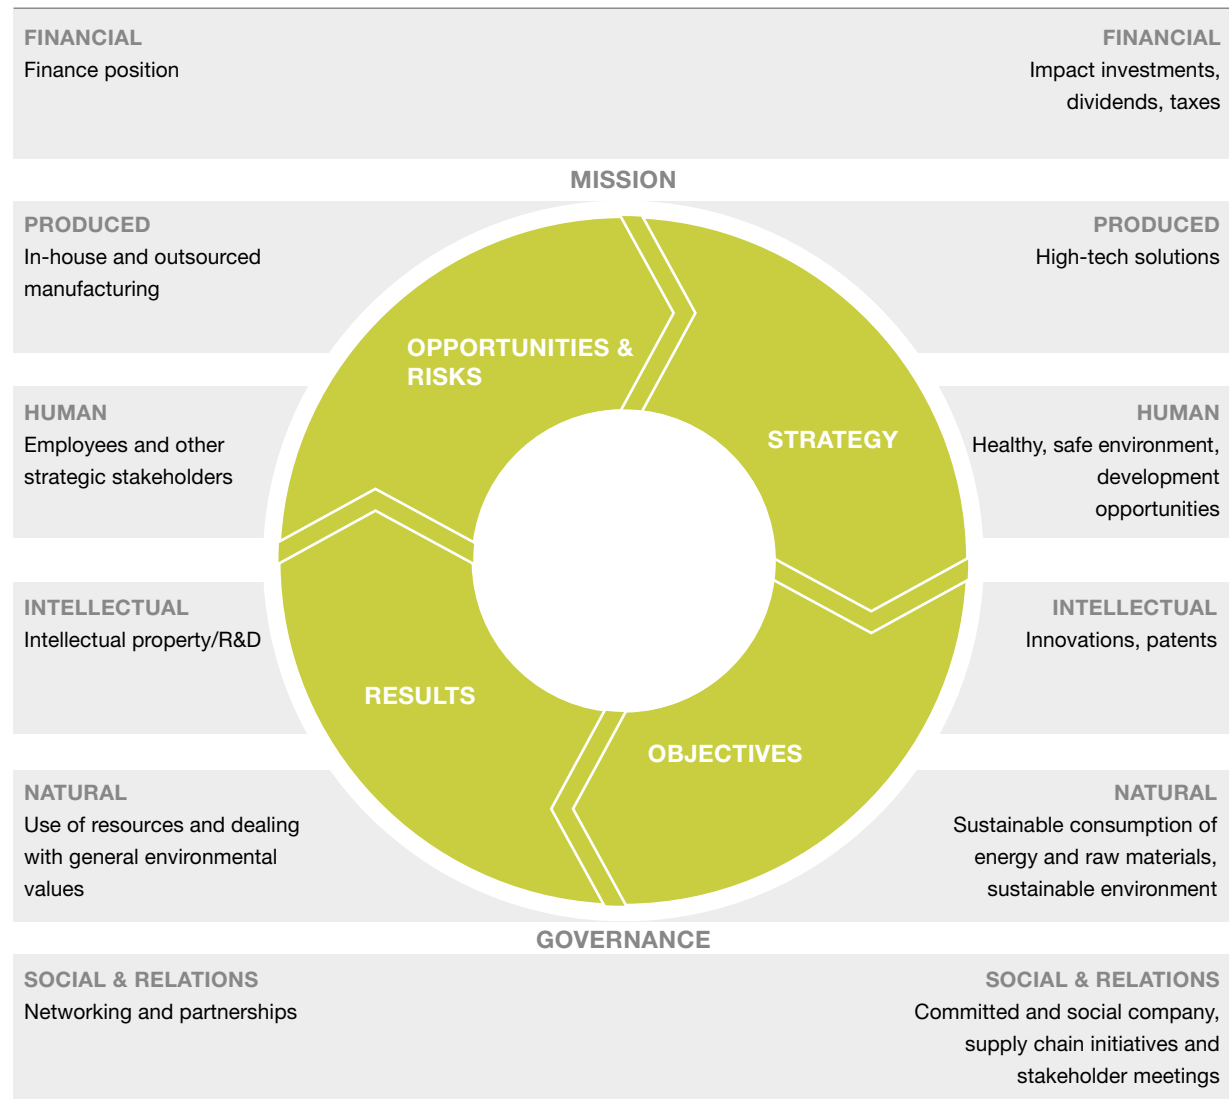 FINANCIAL
Finance position
FINANCIAL
Impact investments,
dividends, taxes
MISSION
PRODUCED
In-house and outsourced
manufacturing
PRODUCED
High-tech solutions
OPPORTUNITIES &
RISKS
STRATEGY
HUMAN
Employees and other
strategic stakeholders
HUMAN
Healthy, safe environment,
development
opportunities
INTELLECTUAL
Intellectual property/R&D
INTELLECTUAL
Innovations, patents
RESULTS
OBJECTIVES
NATURAL
Use of resources and dealing
with general environmental
values
NATURAL
Sustainable consumption of
energy and raw materials,
sustainable environment
GOVERNANCE
SOCIAL & RELATIONS
Networking and partnerships
SOCIAL & RELATIONS
Committed and social company,
supply chain initiatives and
stakeholder meetings